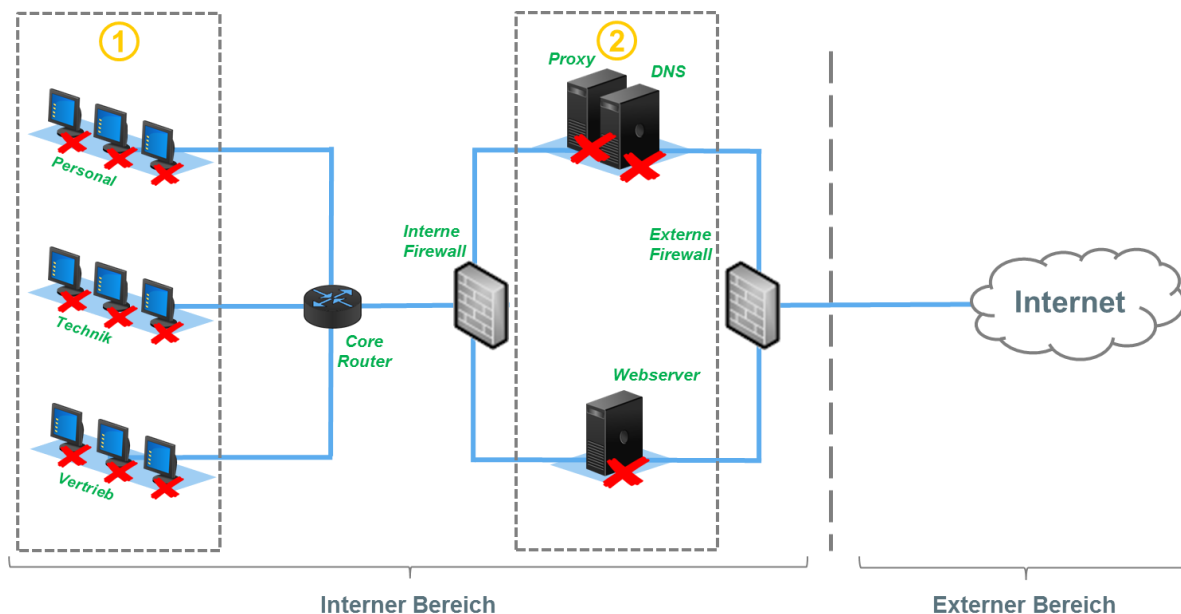 1
2
Proxy
DNS
Personal
Interne
Firewall
Externe
Firewall
Internet
Technik
Core
Router
Webserver
Vertrieb
Interner Bereich
Externer Bereich